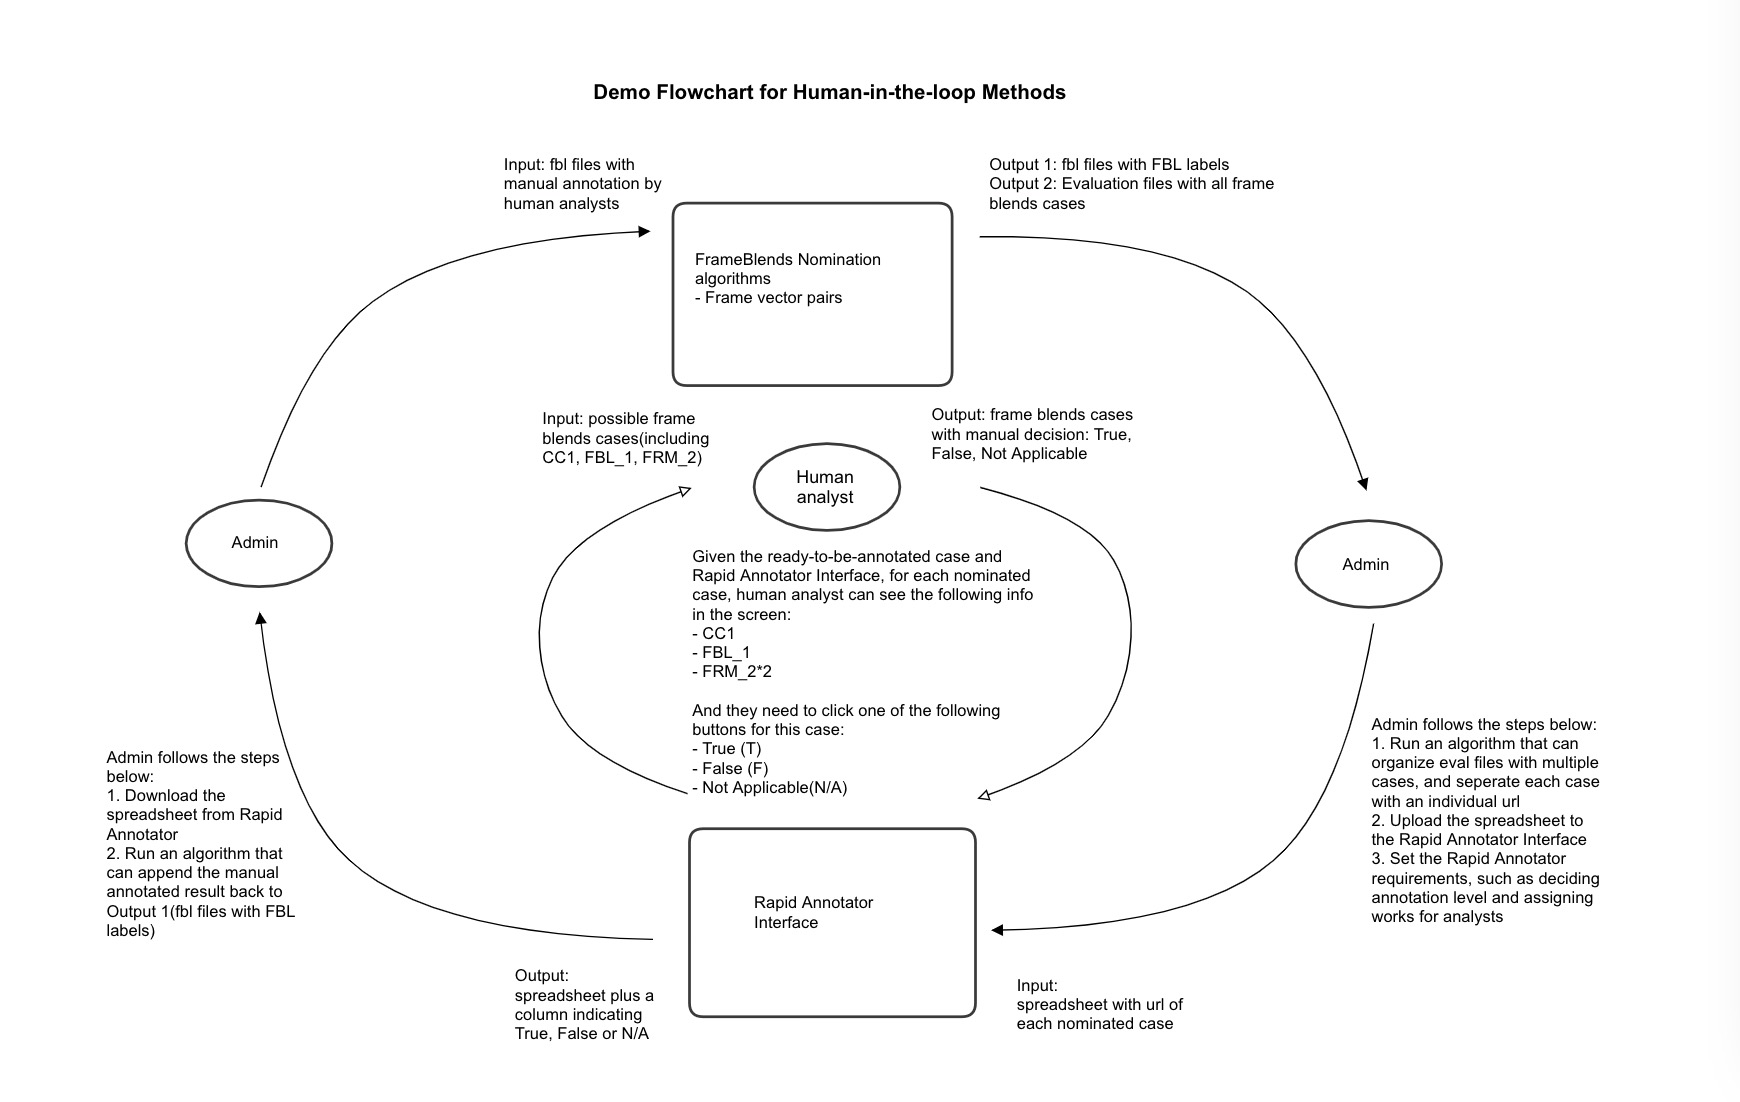 Demo Flowchart for Human-in-the-loop Methods
Input: fbl files with
manual annotation by
human analysts
Output 1: fbl files with FBL labels
Output 2: Evaluation files with all frame
blends cases
FrameBlends Nomination
algorithms
- Frame vector pairs
Input: possible frame
blends cases(including
CC1, FBL_1, FRM_2)
Output: frame blends cases
with manual decision: True,
False, Not Applicable
Human
analyst
Admin
Admin
Given the ready-to-be-annotated case and
Rapid Annotator Interface, for each nominated
case, human analyst can see the following info
in the screen:
- CC1
- FBL_1
- FRM_2*2
And they need to click one of the following
buttons for this case:
- True (T)
- False (F)
- Not Applicable(N/A)
Admin follows the steps
below:
1. Download the
spreadsheet from Rapid
Annotator
2. Run an algorithm that
can append the manual
annotated result back to
Output 1(fbl files with FBL
labels)
Admin follows the steps below:
1. Run an algorithm that can
organize eval files with multiple
cases, and seperate each case
with an individual url
2. Upload the spreadsheet to
the Rapid Annotator Interface
3. Set the Rapid Annotator
requirements, such as deciding
annotation level and assigning
works for analysts
Rapid Annotator
Interface
Output:
spreadsheet plus a
column indicating
True, False or N/A
Input:
spreadsheet with url of
each nominated case